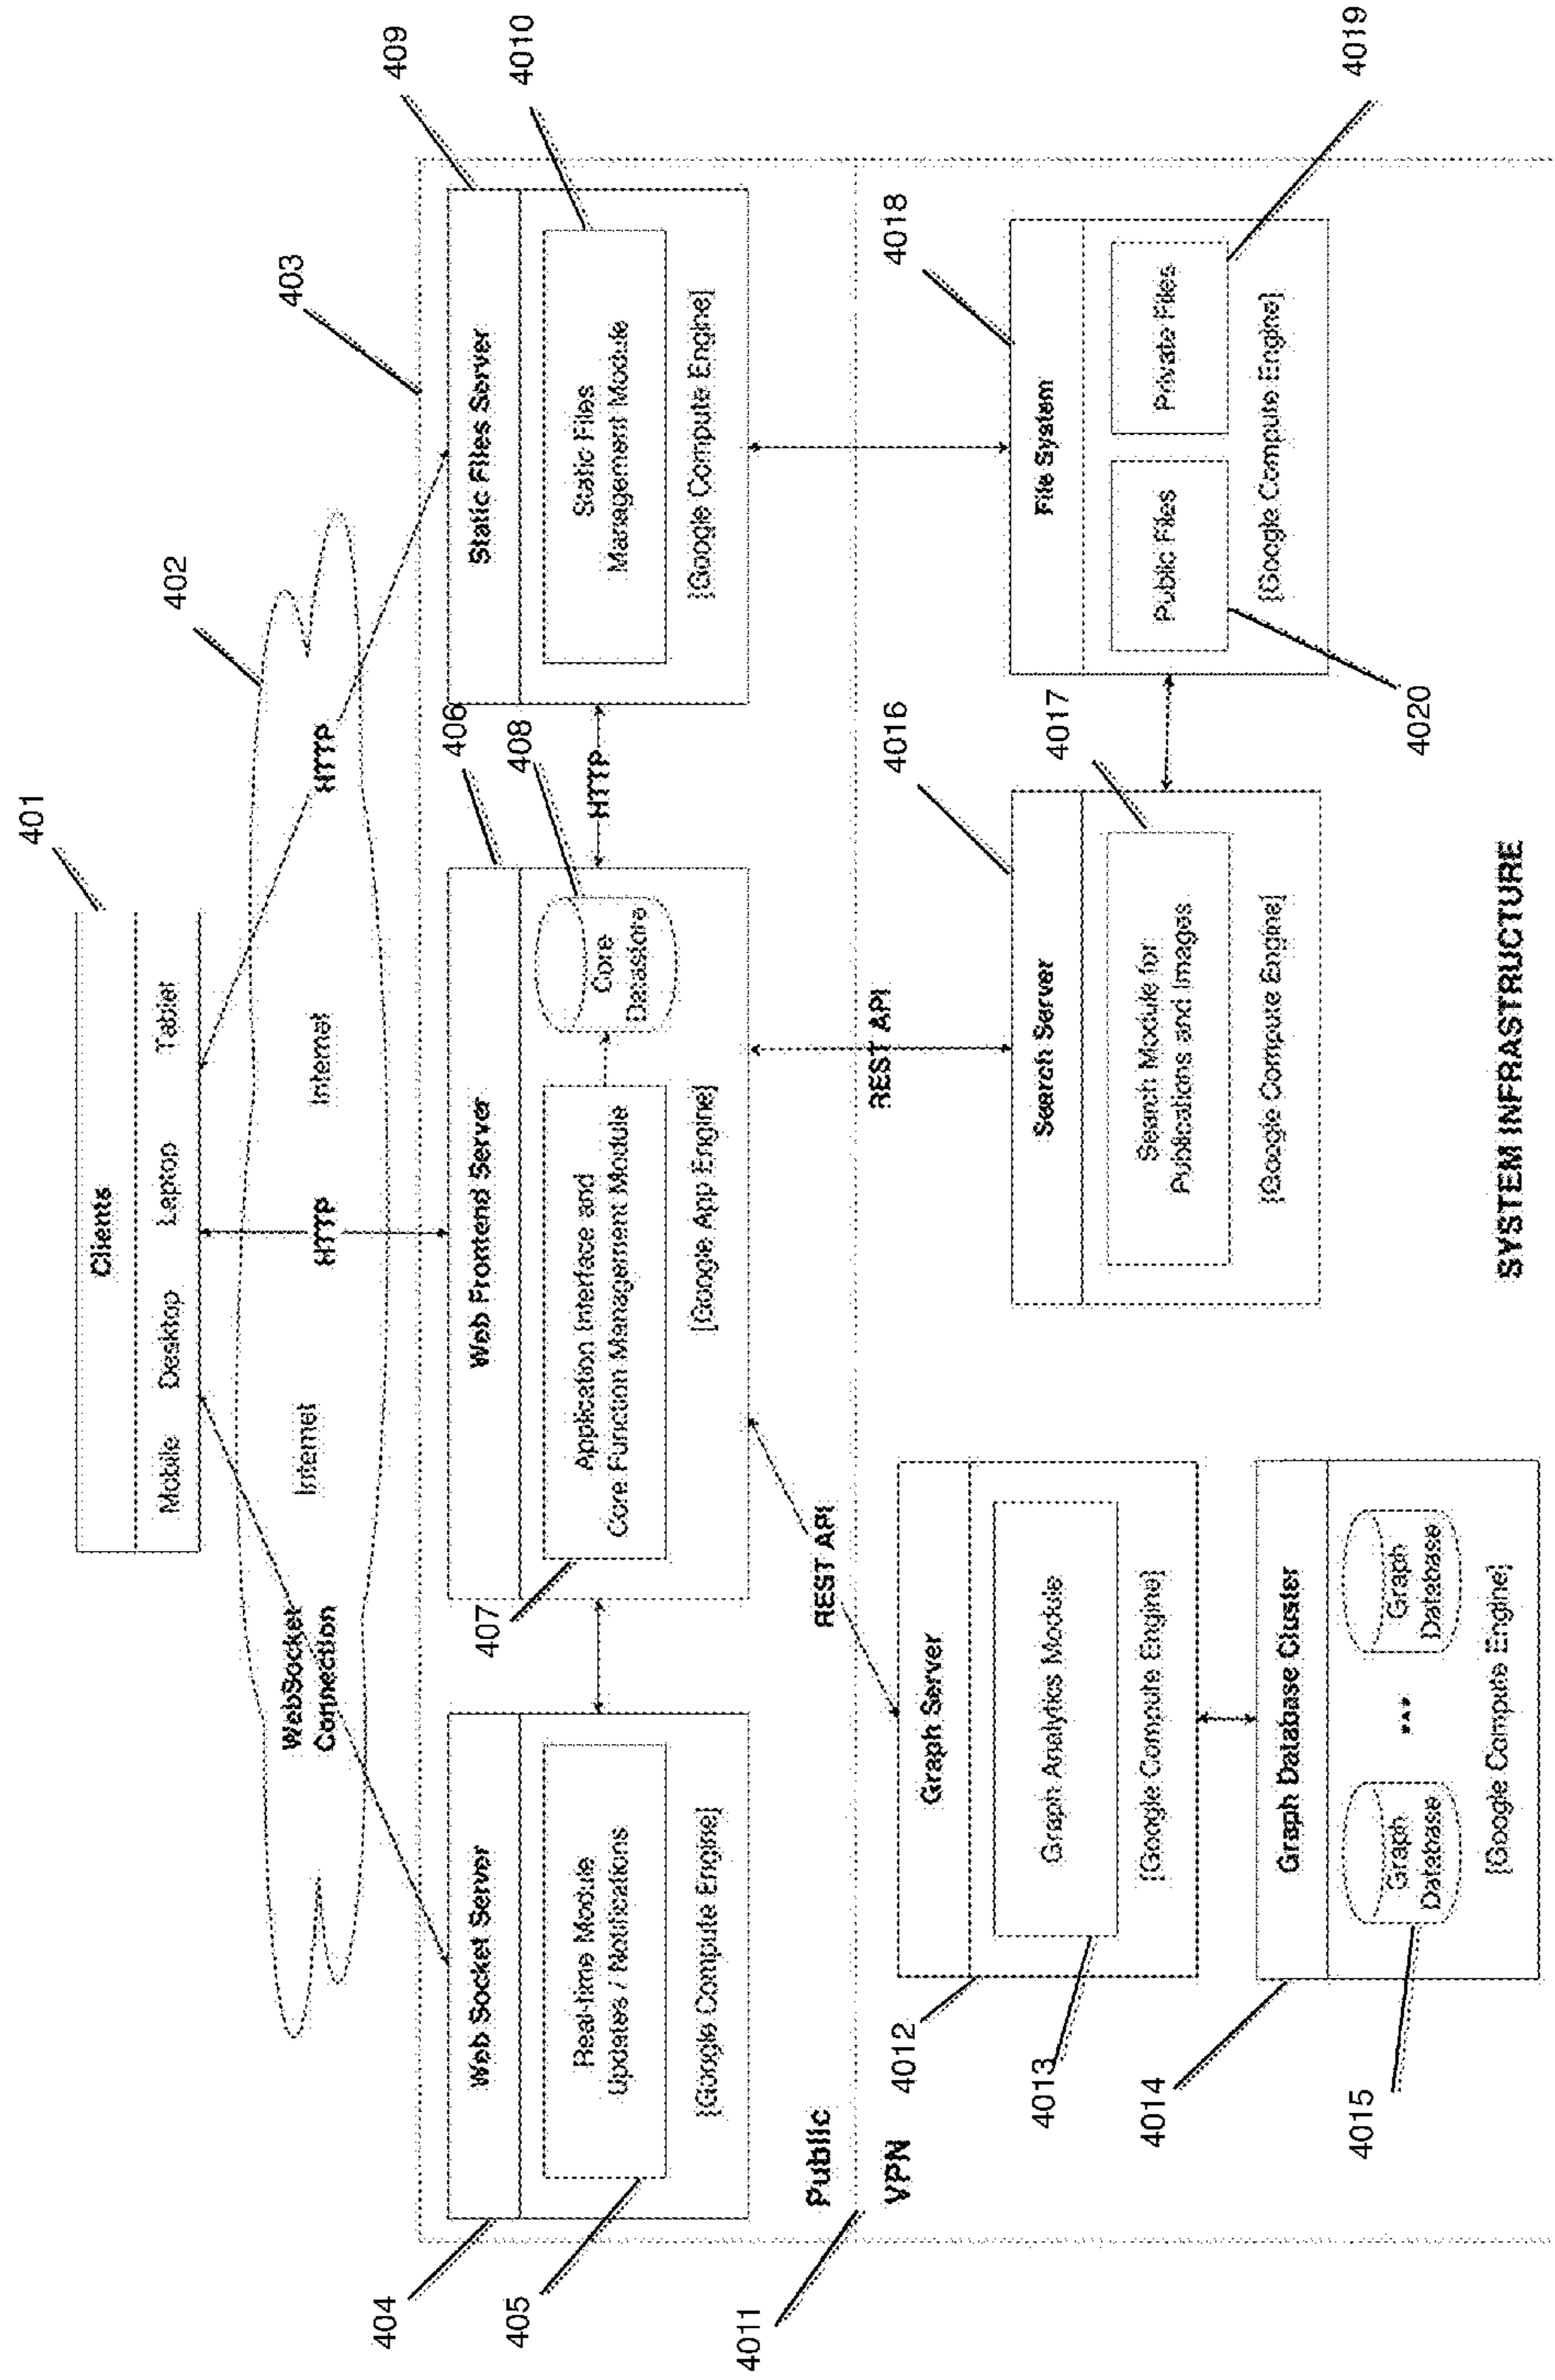 401
Clients
Mobile Desktop Laptop Tablet
402
WebSocket
Connection
Internet
HTTP
Internet
HTTP
403
404
Web Socket Server
405
Real-time Module
Updates / Notifications
[Google Compute Engine]
406
Web Frontend Server
407
Application Interface and
Core Function Management Module
408
Core
Datastore
[Google App Engine]
HTTP
409
Static Files Server
4010
Static Files
Management Module
[Google Compute Engine]
Public
4011
VPN
REST API
REST API
4012
Graph Server
4013
Graph Analytics Module
[Google Compute Engine]
4014
Graph Database Cluster
4015
Graph
Database
...
Graph
Database
[Google Compute Engine]
4016
Search Server
4017
Search Module for
Publications and Images
[Google Compute Engine]
4018
File System
4020
Public Files
4019
Private Files
[Google Compute Engine]
SYSTEM INFRASTRUCTURE